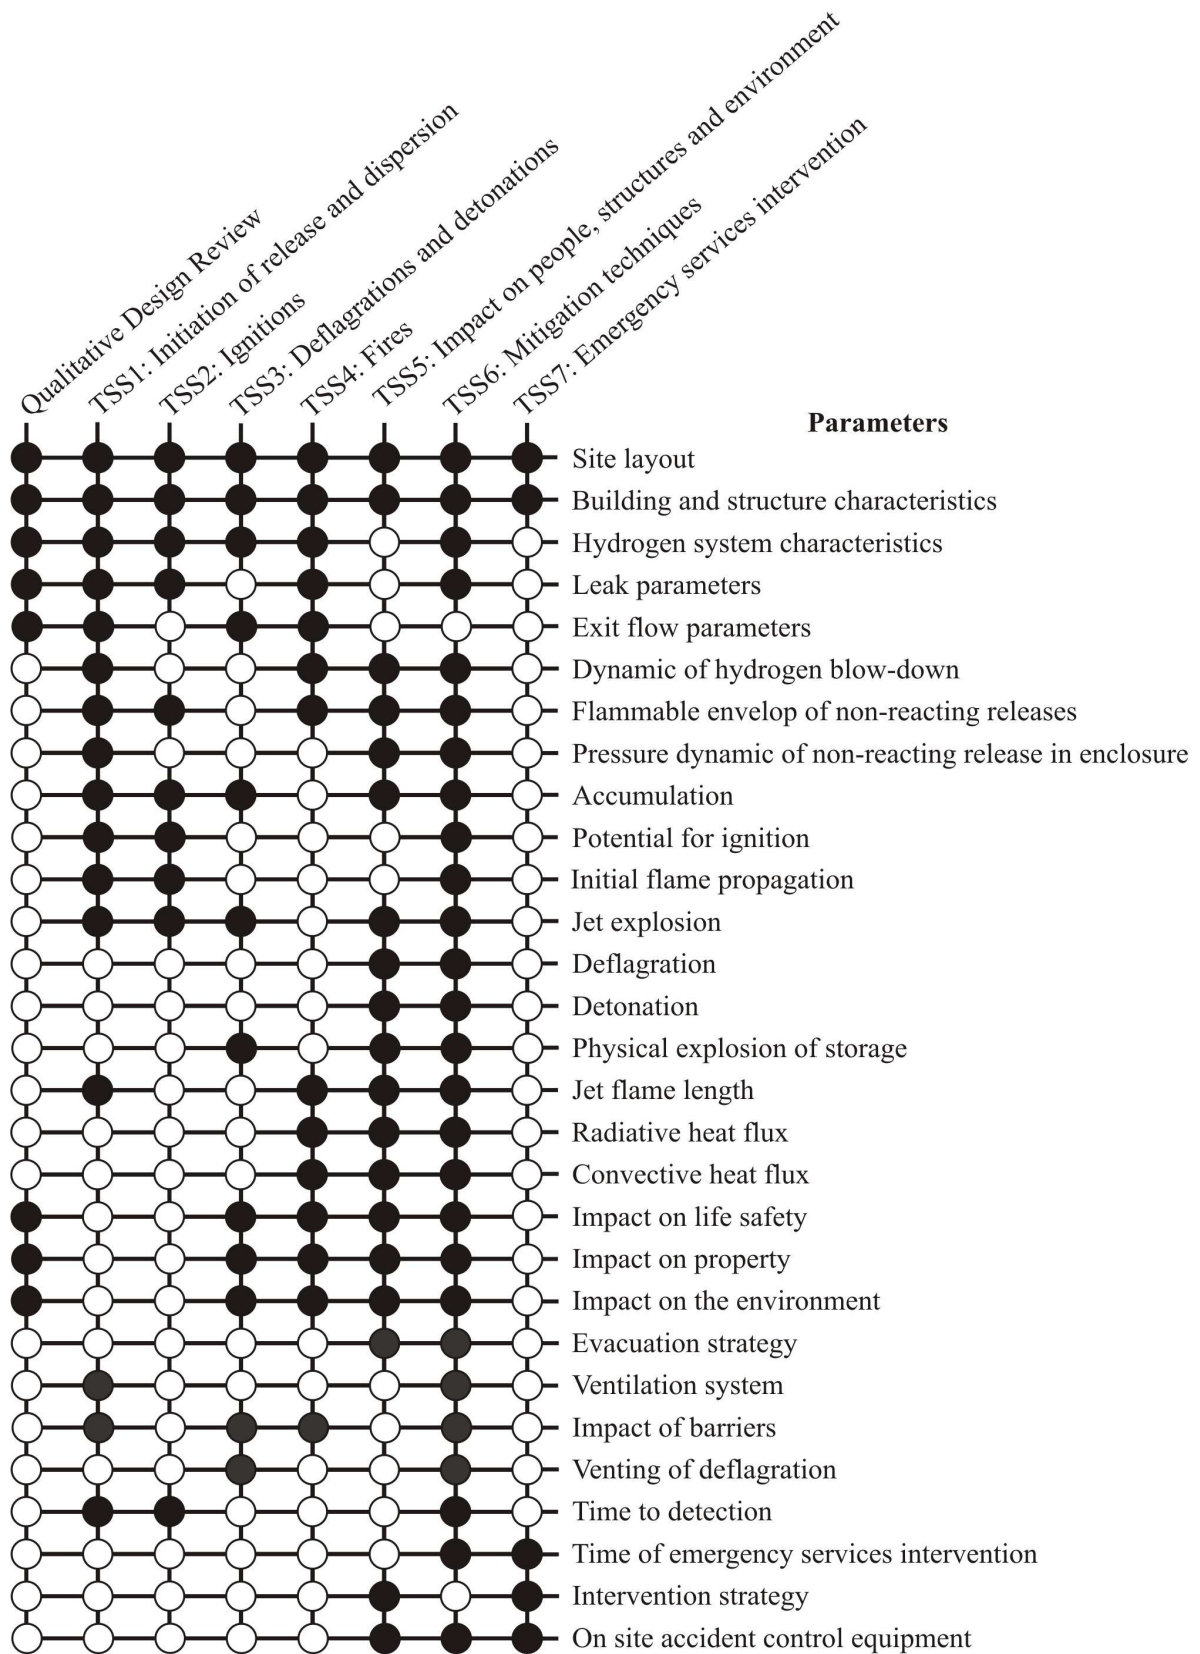 Qualitative Design Review
TSS1: Initiation of release and dispersion
TSS2: Ignitions
TSS3: Deflagrations and detonations
TSS4: Fires
TSS5: Impact on people, structures and environment
TSS6: Mitigation techniques
TSS7: Emergency services intervention
Parameters
Site layout
Building and structure characteristics
Hydrogen system characteristics
Leak parameters
Exit flow parameters
Dynamic of hydrogen blow-down
Flammable envelop of non-reacting releases
Pressure dynamic of non-reacting release in enclosure
Accumulation
Potential for ignition
Initial flame propagation
Jet explosion
Deflagration
Detonation
Physical explosion of storage
Jet flame length
Radiative heat flux
Convective heat flux
Impact on life safety
Impact on property
Impact on the environment
Evacuation strategy
Ventilation system
Impact of barriers
Venting of deflagration
Time to detection
Time of emergency services intervention
Intervention strategy
On site accident control equipment